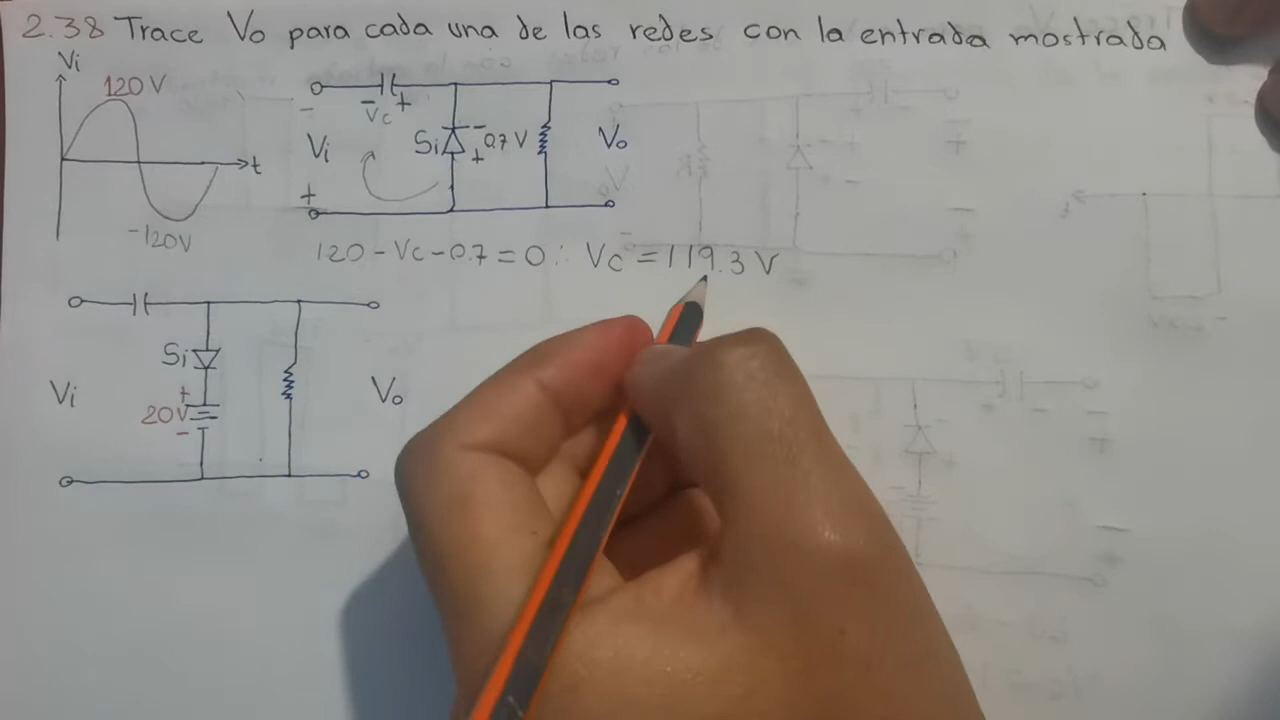 2.38 Trace Vo para cada una de las redes con la entrada mostrada
Vi
120 V
t
-120V
- Vc +
-
Vi
+
Si
- 0.7 V
+
Vo
120 - Vc - 0.7 = 0 ∴ Vc = 119.3 V
Si
Vi
+
20V
-
Vo